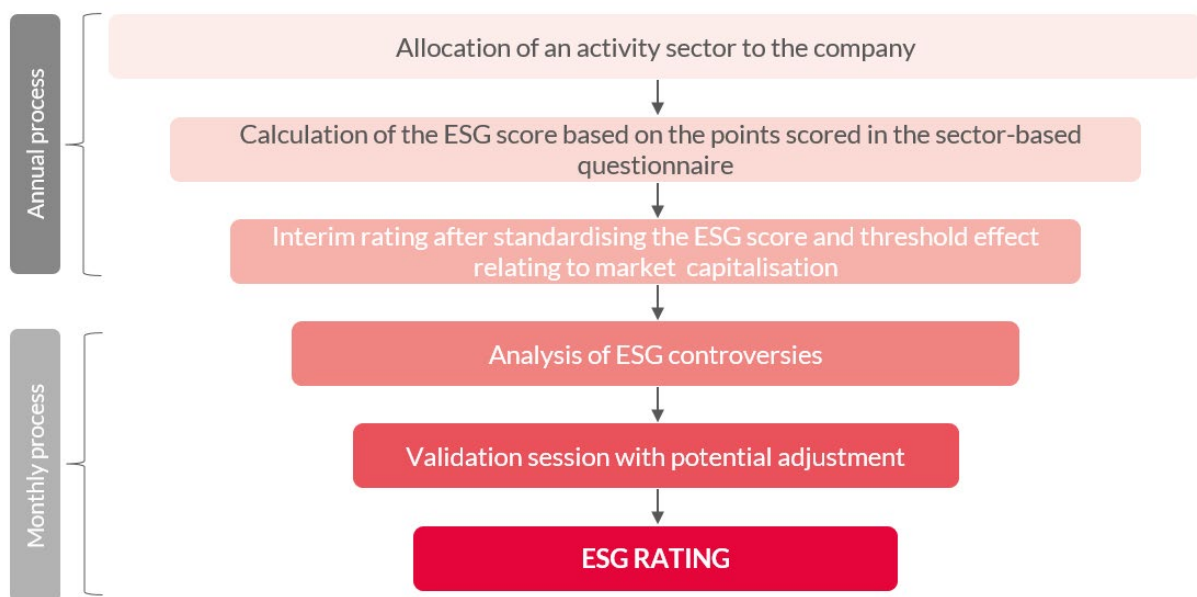 Annual process
Allocation of an activity sector to the company
Calculation of the ESG score based on the points scored in the sector-based
questionnaire
Interim rating after standardising the ESG score and threshold effect
relating to market capitalisation
Monthly process
Analysis of ESG controversies
Validation session with potential adjustment
ESG RATING